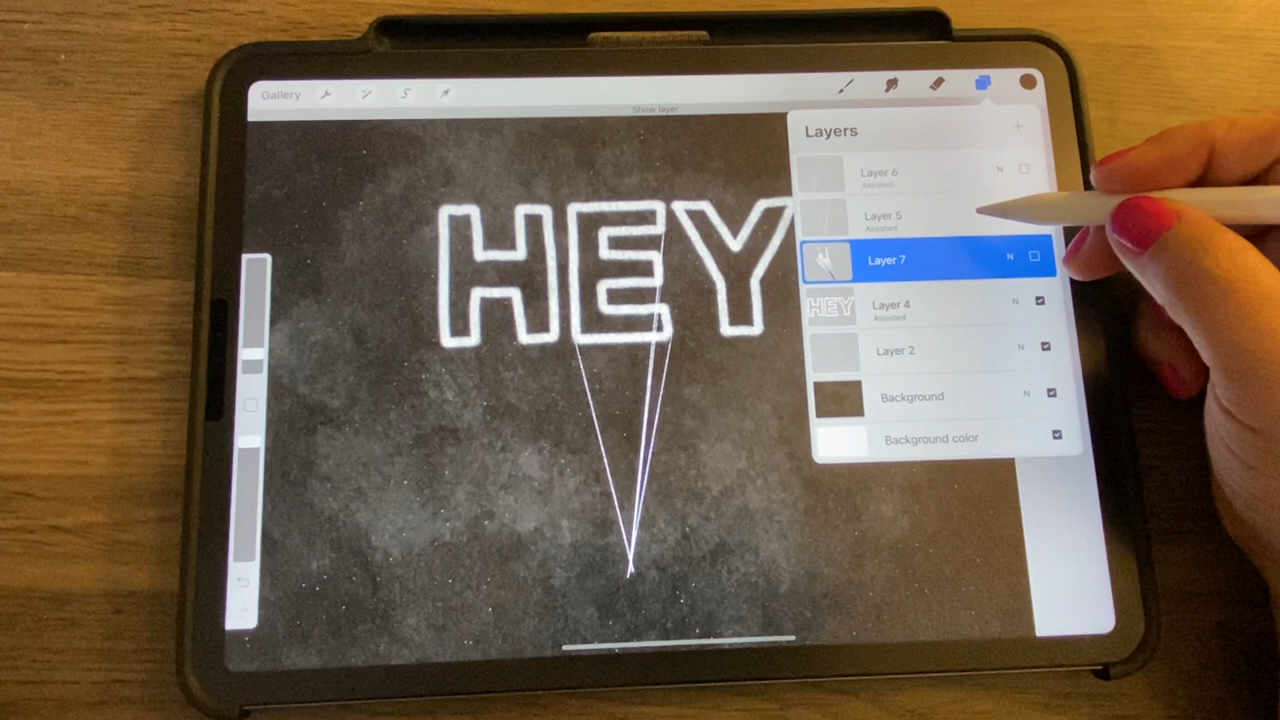 Gallery
Show layer
HEY
Layers
Layer 6 N
Assisted
Layer 5
Assisted
Layer 7 N
HEY Layer 4 N
Assisted
Layer 2 N
Background N
Background color